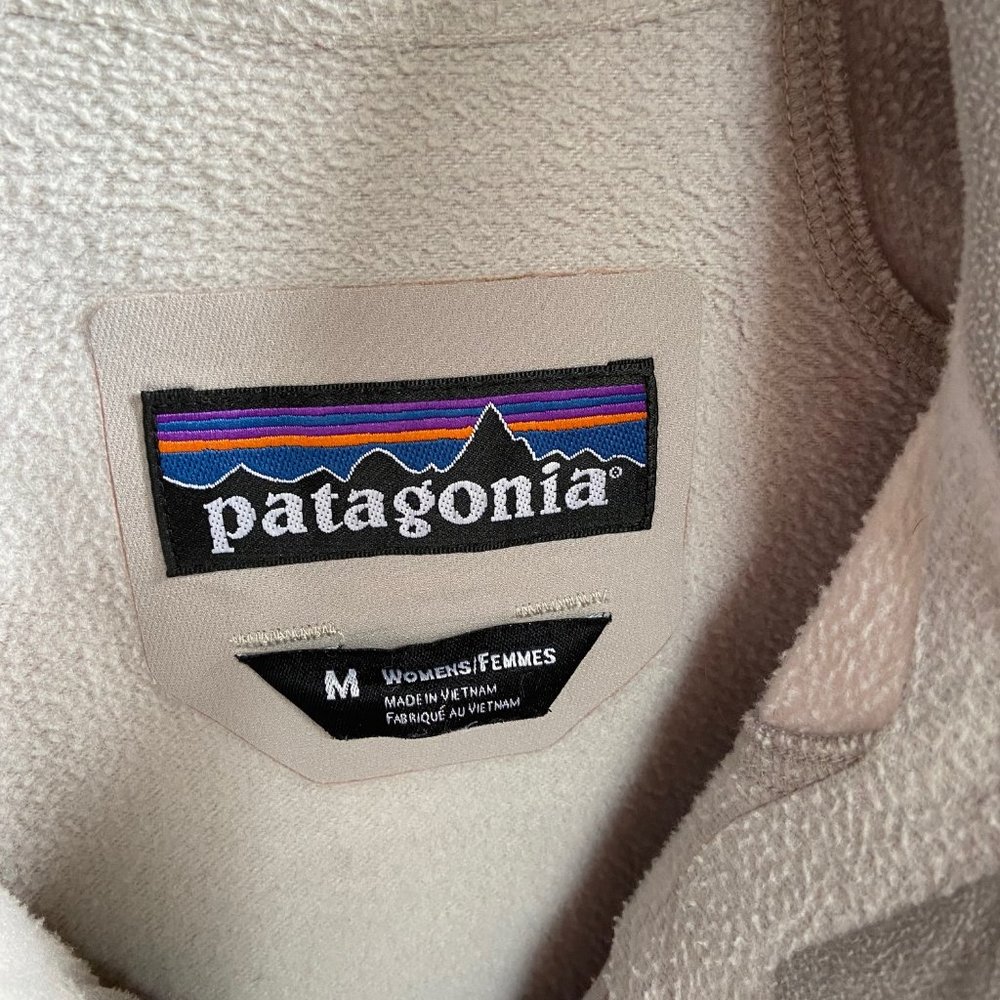 patagonia®
M WOMENS/FEMMES
MADE IN VIETNAM
FABRIQUÉ AU VIETNAM